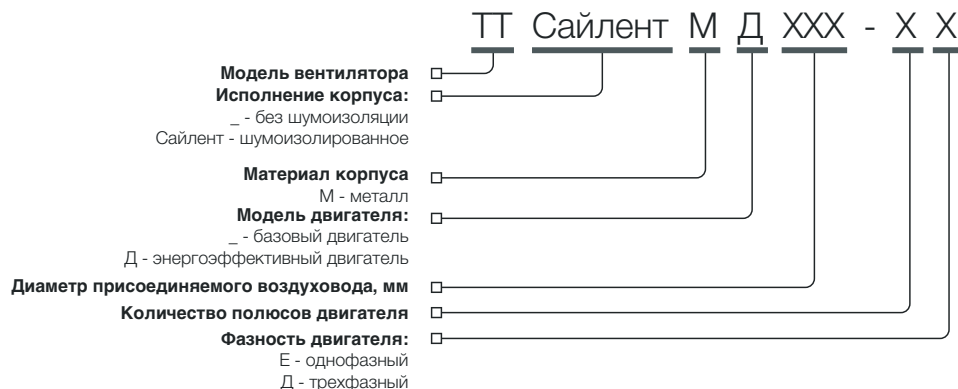 ТТ Сайлент М Д XXX - X X
Модель вентилятора
Исполнение корпуса:
_ - без шумоизоляции
Сайлент - шумоизолированное
Материал корпуса
М - металл
Модель двигателя:
_ - базовый двигатель
Д - энергоэффективный двигатель
Диаметр присоединяемого воздуховода, мм
Количество полюсов двигателя
Фазность двигателя:
Е - однофазный
Д - трехфазный